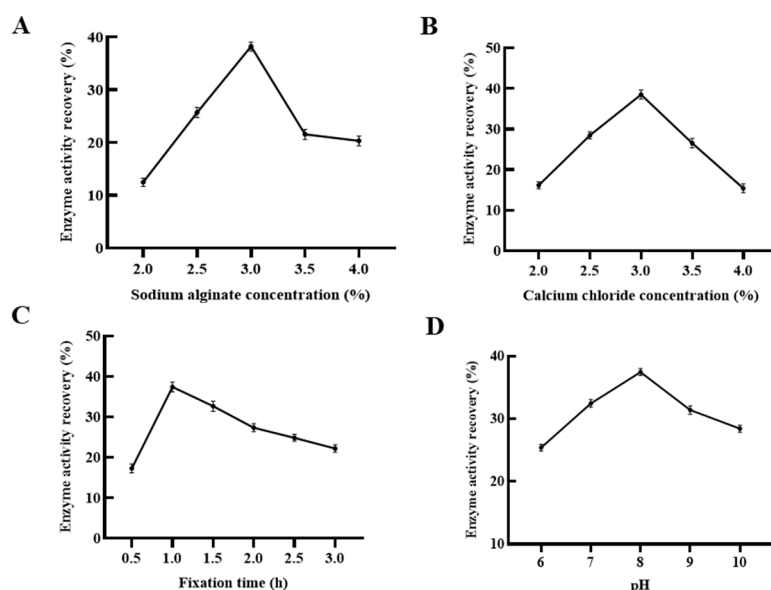 A
Enzyme activity recovery (%)
40
30
20
10
0
2.0 2.5 3.0 3.5 4.0
Sodium alginate concentration (%)
B
Enzyme activity recovery (%)
50
40
30
20
10
0
2.0 2.5 3.0 3.5 4.0
Calcium chloride concentration (%)
C
Enzyme activity recovery (%)
50
40
30
20
10
0
0.5 1.0 1.5 2.0 2.5 3.0
Fixation time (h)
D
Enzyme activity recovery (%)
40
30
20
10
6 7 8 9 10
pH